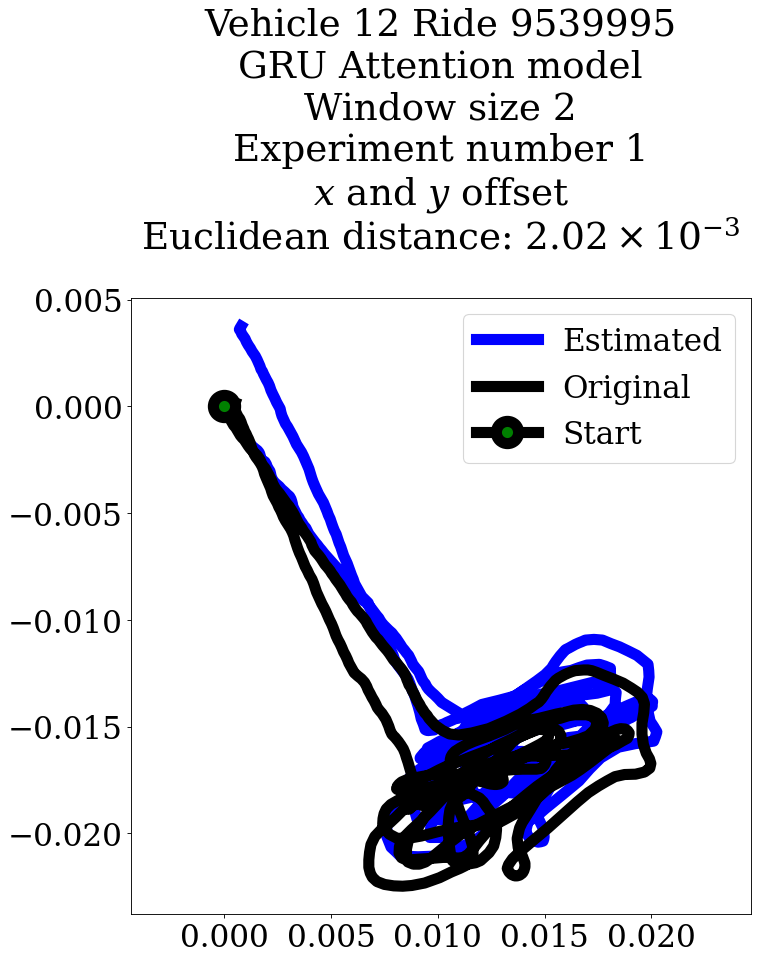 Vehicle 12 Ride 9539995
GRU Attention model
Window size 2
Experiment number 1
x and y offset
Euclidean distance: 2.02 × 10⁻³
0.005
0.000
−0.005
−0.010
−0.015
−0.020
Estimated
Original
Start
0.000 0.005 0.010 0.015 0.020